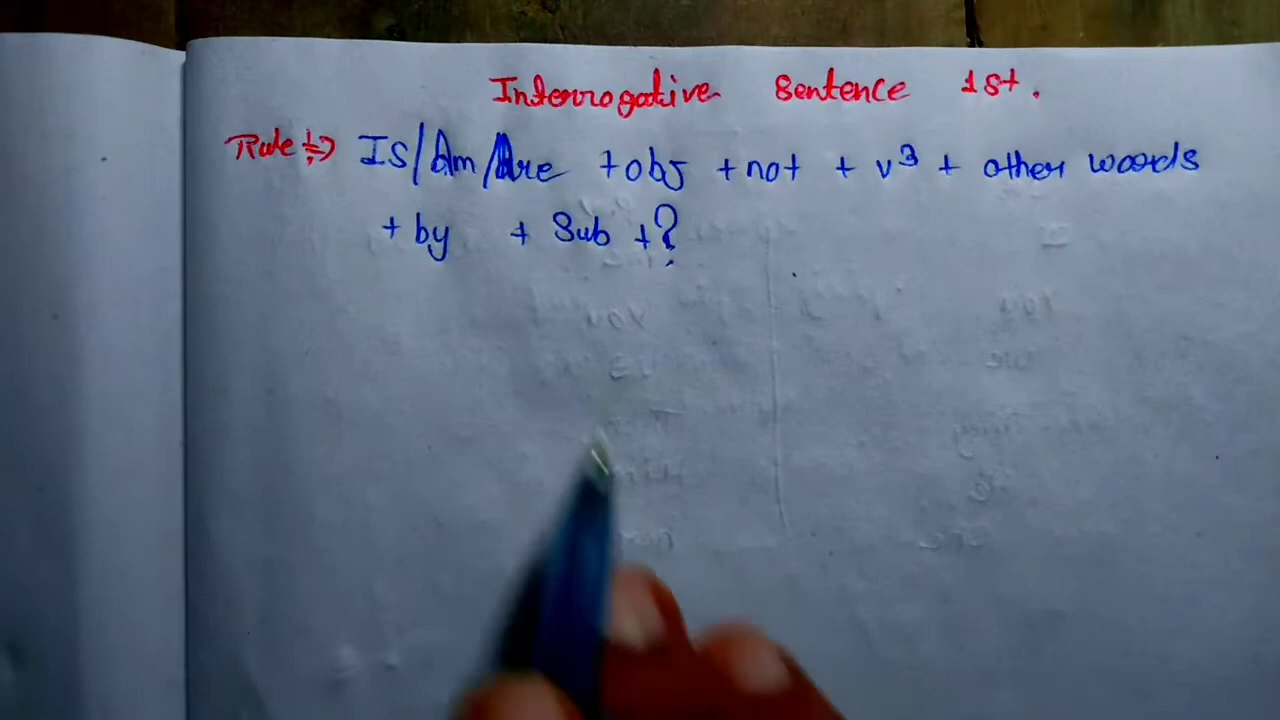 Interrogative Sentence 1st.
Rule ⇒ Is/Am/Are + obj + not + v³ + other words
+ by + Sub + ?